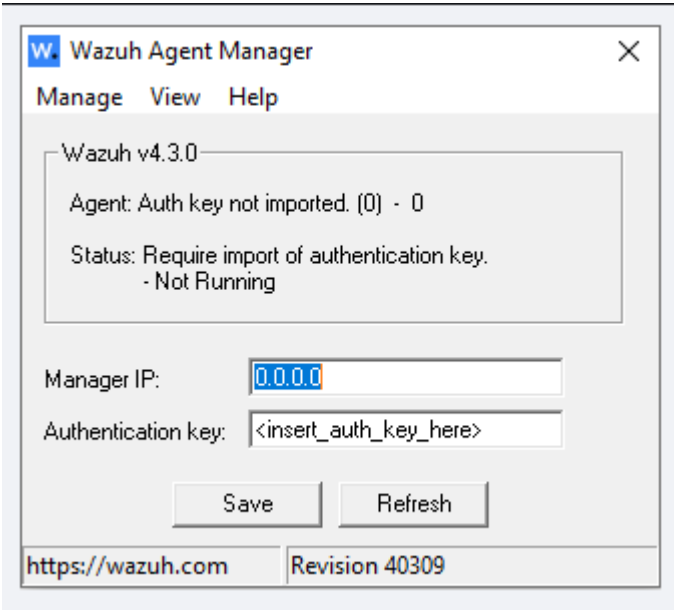 W. Wazuh Agent Manager
Manage View Help
Wazuh v4.3.0
Agent: Auth key not imported. (0) - 0
Status: Require import of authentication key.
- Not Running
Manager IP: 0.0.0.0
Authentication key: <insert_auth_key_here>
Save Refresh
https://wazuh.com Revision 40309